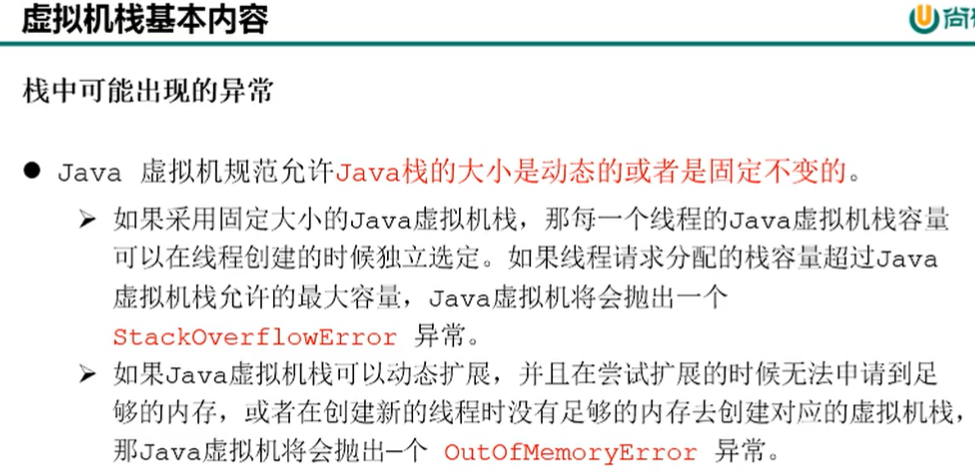 虚拟机栈基本内容
尚
栈中可能出现的异常
● Java 虚拟机规范允许Java栈的大小是动态的或者是固定不变的。
➢ 如果采用固定大小的Java虚拟机栈，那每一个线程的Java虚拟机栈容量
可以在线程创建的时候独立选定。如果线程请求分配的栈容量超过Java
虚拟机栈允许的最大容量，Java虚拟机将会抛出一个
StackOverflowError 异常。
➢ 如果Java虚拟机栈可以动态扩展，并且在尝试扩展的时候无法申请到足
够的内存，或者在创建新的线程时没有足够的内存去创建对应的虚拟机栈，
那Java虚拟机将会抛出一个 OutOfMemoryError 异常。